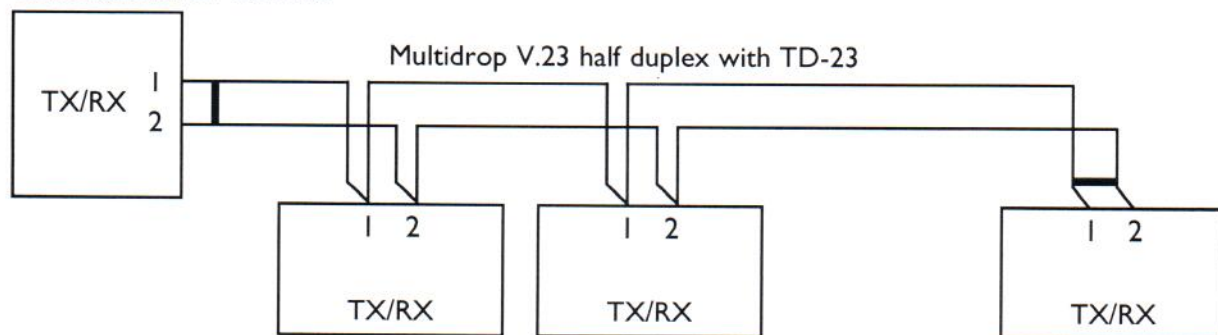 Multidrop V.23 half duplex with TD-23
TX/RX
1
2
1 2
TX/RX
1 2
TX/RX
1 2
TX/RX